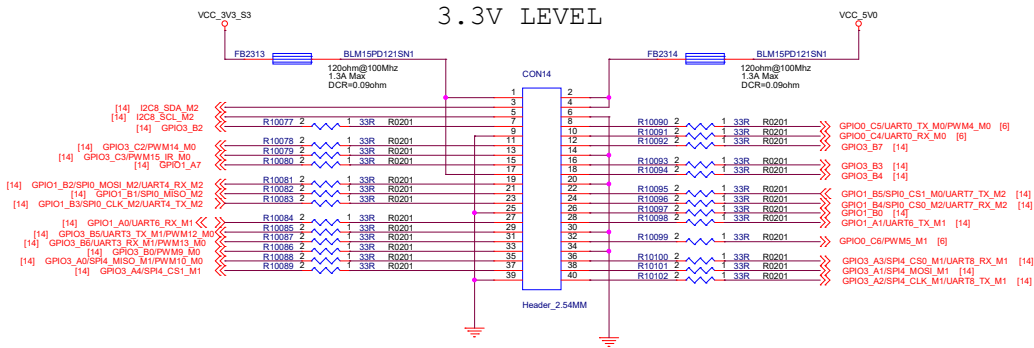 3.3V LEVEL
VCC_3V3_S3
VCC_5V0
FB2313 BLM15PD121SN1
120ohm@100Mhz
1.3A Max
DCR=0.09ohm
FB2314 BLM15PD121SN1
120ohm@100Mhz
1.3A Max
DCR=0.09ohm
CON14
1 2
3 4
5 6
7 8
9 10
11 12
13 14
15 16
17 18
19 20
21 22
23 24
25 26
27 28
29 30
31 32
33 34
35 36
37 38
39 40
Header_2.54MM
[14] I2C8_SDA_M2
[14] I2C8_SCL_M2
[14] GPIO3_B2 R10077 2 1 33R R0201
[14] GPIO3_C2/PWM14_M0 R10078 2 1 33R R0201
[14] GPIO3_C3/PWM15_IR_M0 R10079 2 1 33R R0201
[14] GPIO1_A7 R10080 2 1 33R R0201
[14] GPIO1_B2/SPI0_MOSI_M2/UART4_RX_M2 R10081 2 1 33R R0201
[14] GPIO1_B1/SPI0_MISO_M2 R10082 2 1 33R R0201
[14] GPIO1_B3/SPI0_CLK_M2/UART4_TX_M2 R10083 2 1 33R R0201
[14] GPIO1_A0/UART6_RX_M1 R10084 2 1 33R R0201
[14] GPIO3_B5/UART3_TX_M1/PWM12_M0 R10085 2 1 33R R0201
[14] GPIO3_B6/UART3_RX_M1/PWM13_M0 R10087 2 1 33R R0201
[14] GPIO3_B0/PWM9_M0 R10086 2 1 33R R0201
[14] GPIO3_A0/SPI4_MISO_M1/PWM10_M0 R10088 2 1 33R R0201
[14] GPIO3_A4/SPI4_CS1_M1 R10089 2 1 33R R0201
R10090 2 1 33R R0201 GPIO0_C5/UART0_TX_M0/PWM4_M0 [6]
R10091 2 1 33R R0201 GPIO0_C4/UART0_RX_M0 [6]
R10092 2 1 33R R0201 GPIO3_B7 [14]
R10093 2 1 33R R0201 GPIO3_B3 [14]
R10094 2 1 33R R0201 GPIO3_B4 [14]
R10095 2 1 33R R0201 GPIO1_B5/SPI0_CS1_M0/UART7_TX_M2 [14]
R10096 2 1 33R R0201 GPIO1_B4/SPI0_CS0_M2/UART7_RX_M2 [14]
R10097 2 1 33R R0201 GPIO1_B0 [14]
R10098 2 1 33R R0201 GPIO1_A1/UART6_TX_M1 [14]
R10099 2 1 33R R0201 GPIO0_C6/PWM5_M1 [6]
R10100 2 1 33R R0201 GPIO3_A3/SPI4_CS0_M1/UART8_RX_M1 [14]
R10101 2 1 33R R0201 GPIO3_A1/SPI4_MOSI_M1 [14]
R10102 2 1 33R R0201 GPIO3_A2/SPI4_CLK_M1/UART8_TX_M1 [14]